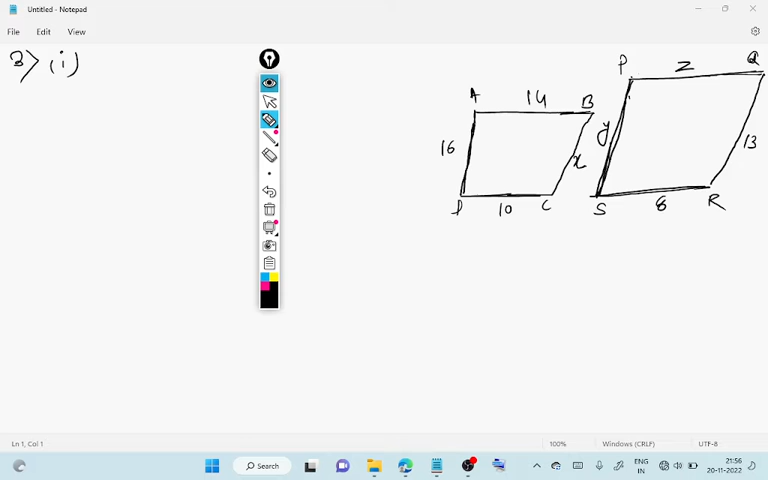 Untitled - Notepad
File Edit View
3> (i)
P z Q
A 14 B
16 x y 13
D 10 C S 8 R
Ln 1, Col 1 100% Windows (CRLF) UTF-8
Search
ENG
IN
21:56
20-11-2022